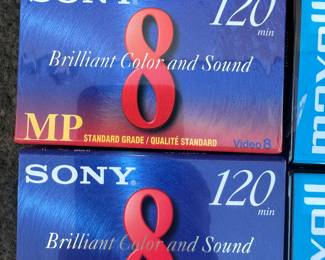 SONY 120
min
Brilliant Color and Sound
8
MP STANDARD GRADE / QUALITÉ STANDARD Video 8
SONY 120
min
Brilliant Color and Sound
8
maxell